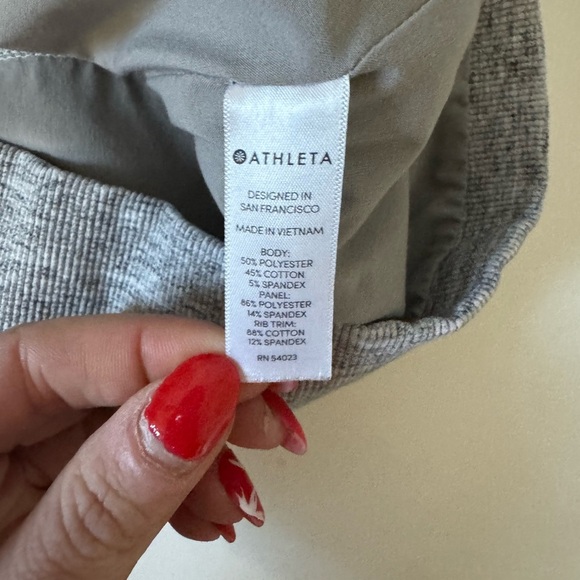 ATHLETA
DESIGNED IN
SAN FRANCISCO
MADE IN VIETNAM
BODY:
50% POLYESTER
45% COTTON
5% SPANDEX
PANEL:
86% POLYESTER
14% SPANDEX
RIB TRIM:
88% COTTON
12% SPANDEX
RN 54023